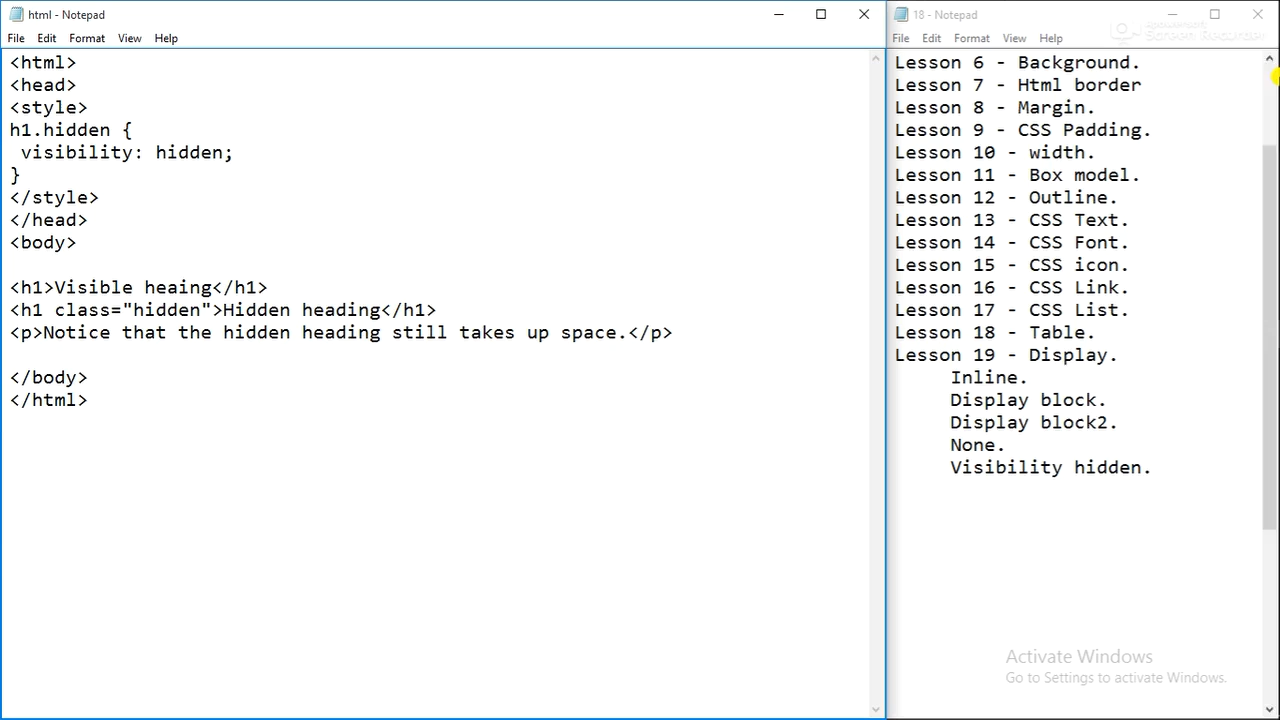 html - Notepad
File Edit Format View Help
<html>
<head>
<style>
h1.hidden {
 visibility: hidden;
}
</style>
</head>
<body>
<h1>Visible heaing</h1>
<h1 class="hidden">Hidden heading</h1>
<p>Notice that the hidden heading still takes up space.</p>
</body>
</html>
18 - Notepad
File Edit Format View Help
Screen Recorder
Lesson 6 - Background.
Lesson 7 - Html border
Lesson 8 - Margin.
Lesson 9 - CSS Padding.
Lesson 10 - width.
Lesson 11 - Box model.
Lesson 12 - Outline.
Lesson 13 - CSS Text.
Lesson 14 - CSS Font.
Lesson 15 - CSS icon.
Lesson 16 - CSS Link.
Lesson 17 - CSS List.
Lesson 18 - Table.
Lesson 19 - Display.
Inline.
Display block.
Display block2.
None.
Visibility hidden.
Activate Windows
Go to Settings to activate Windows.